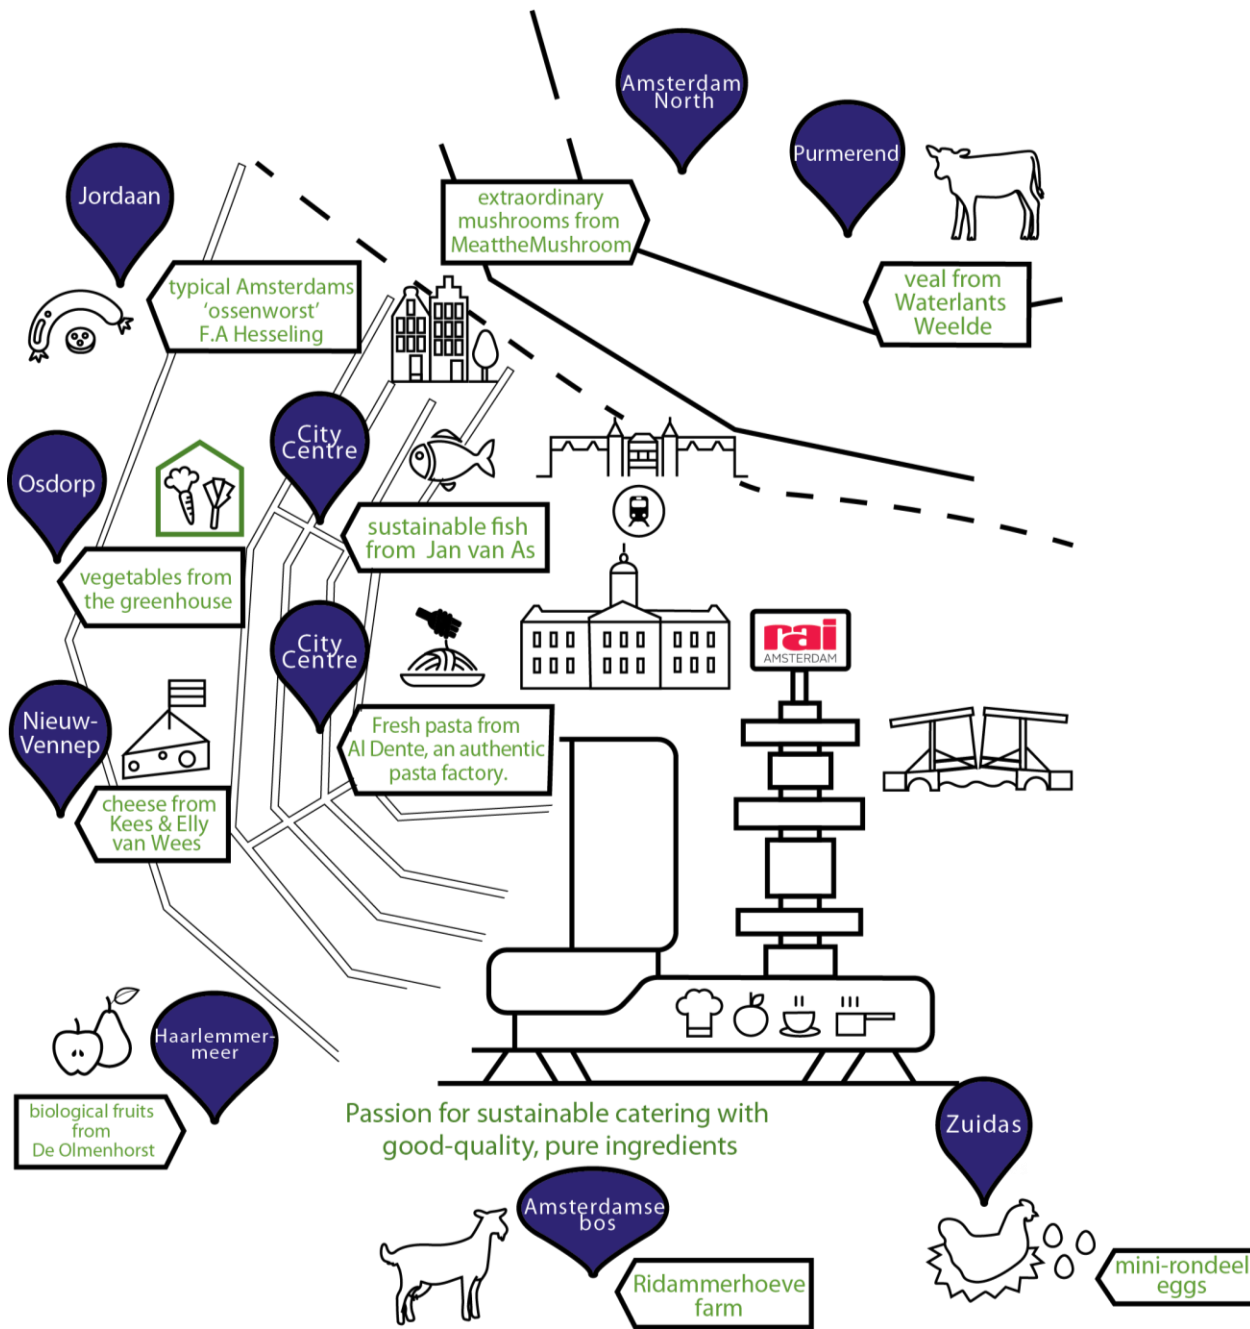 Amsterdam
North
Purmerend
Jordaan
extraordinary
mushrooms from
MeattheMushroom
veal from
Waterlants
Weelde
typical Amsterdams
'ossenworst'
F.A Hesseling
City
Centre
Osdorp
sustainable fish
from Jan van As
vegetables from
the greenhouse
City
Centre
rai
AMSTERDAM
Nieuw-
Vennep
Fresh pasta from
Al Dente, an authentic
pasta factory.
cheese from
Kees & Elly
van Wees
Haarlemmer-
meer
biological fruits
from
De Olmenhorst
Passion for sustainable catering with
good-quality, pure ingredients
Zuidas
Amsterdamse
bos
Ridammerhoeve
farm
mini-rondeel
eggs